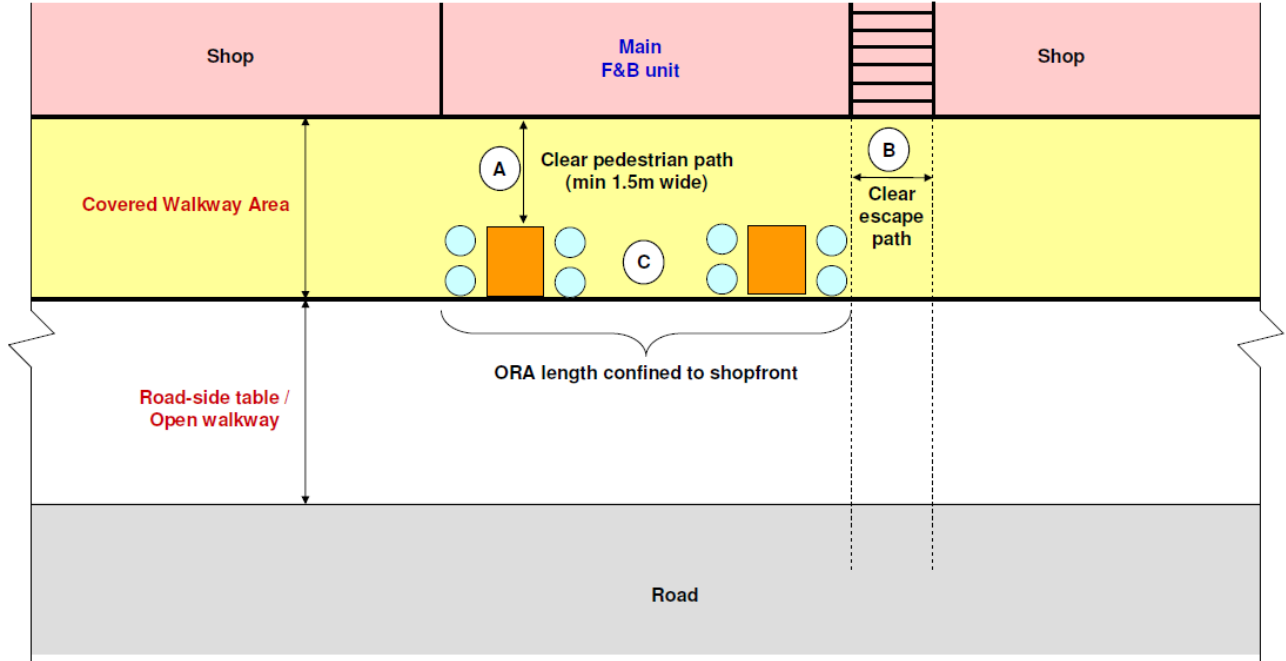 Shop
Main
F&B unit
Shop
A
Clear pedestrian path
(min 1.5m wide)
B
Clear
escape
path
Covered Walkway Area
C
ORA length confined to shopfront
Road-side table /
Open walkway
Road